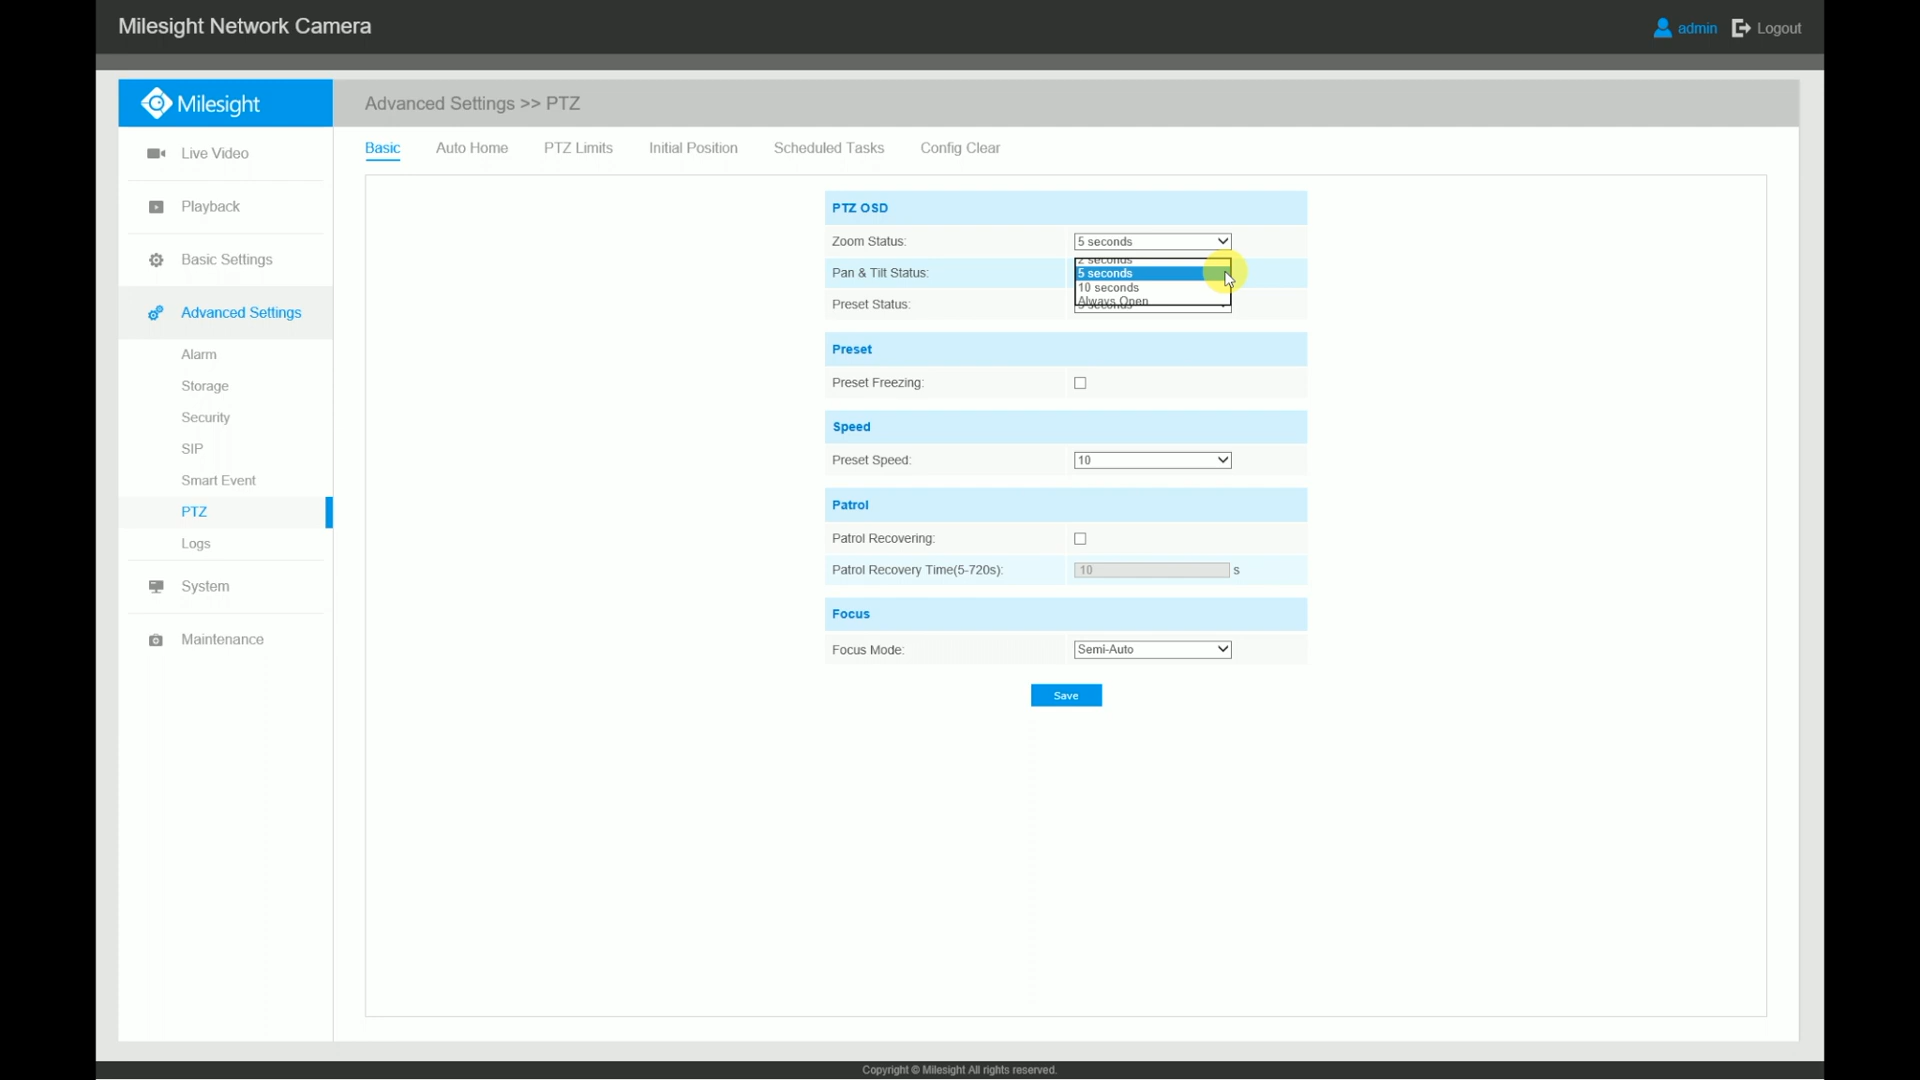 Milesight Network Camera
admin
Logout
Milesight
Advanced Settings >> PTZ
Live Video
Playback
Basic Settings
Advanced Settings
Alarm
Storage
Security
SIP
Smart Event
PTZ
Logs
System
Maintenance
Basic
Auto Home
PTZ Limits
Initial Position
Scheduled Tasks
Config Clear
PTZ OSD
Zoom Status: 5 seconds
2 seconds
Pan & Tilt Status: 5 seconds
10 seconds
Always Open
Preset Status: 5 seconds
Preset
Preset Freezing:
Speed
Preset Speed: 10
Patrol
Patrol Recovering:
Patrol Recovery Time(5-720s): 10 s
Focus
Focus Mode: Semi-Auto
Save
Copyright © Milesight All rights reserved.